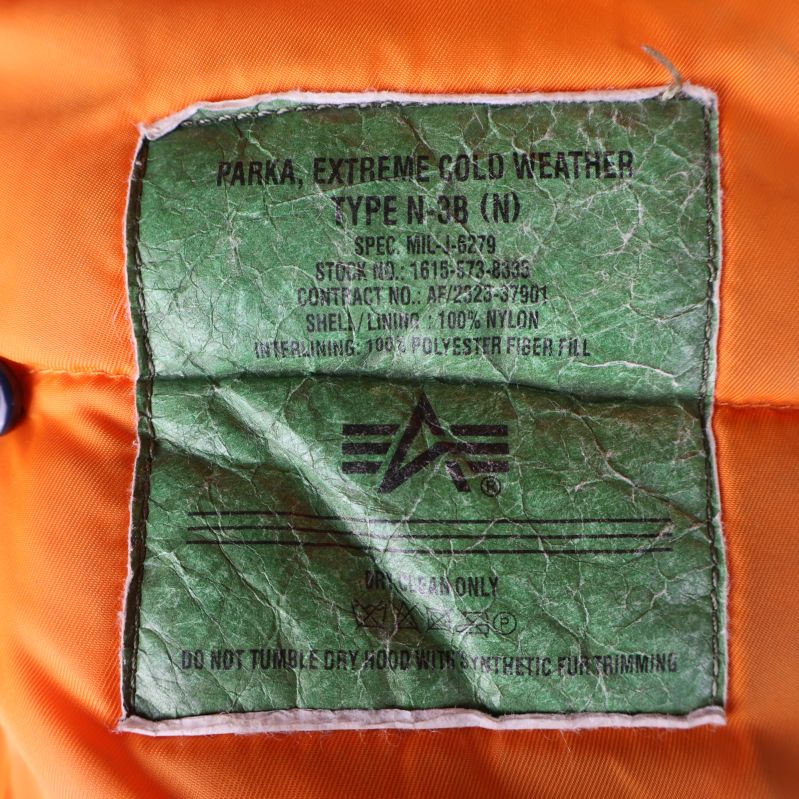 PARKA, EXTREME COLD WEATHER
TYPE N-3B (N)
SPEC. MIL-J-6279
STOCK NO.: 1615-573-8335
CONTRACT NO.: AF/2323-37901
SHELL/LINING : 100% NYLON
INTERLINING: 100% POLYESTER FIBER FILL
®
DRY CLEAN ONLY
P
DO NOT TUMBLE DRY HOOD WITH SYNTHETIC FUR TRIMMING